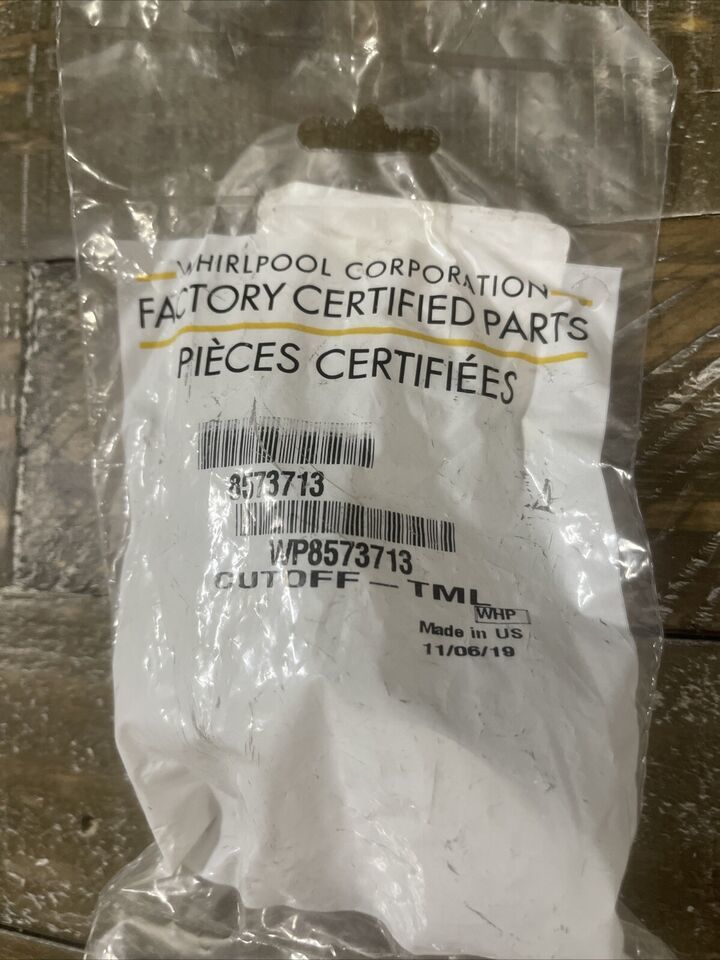 WHIRLPOOL CORPORATION
FACTORY CERTIFIED PARTS
PIÈCES CERTIFIÉES
8573713
WP8573713
CUTOFF - TML
WHP
Made in US
11/06/19